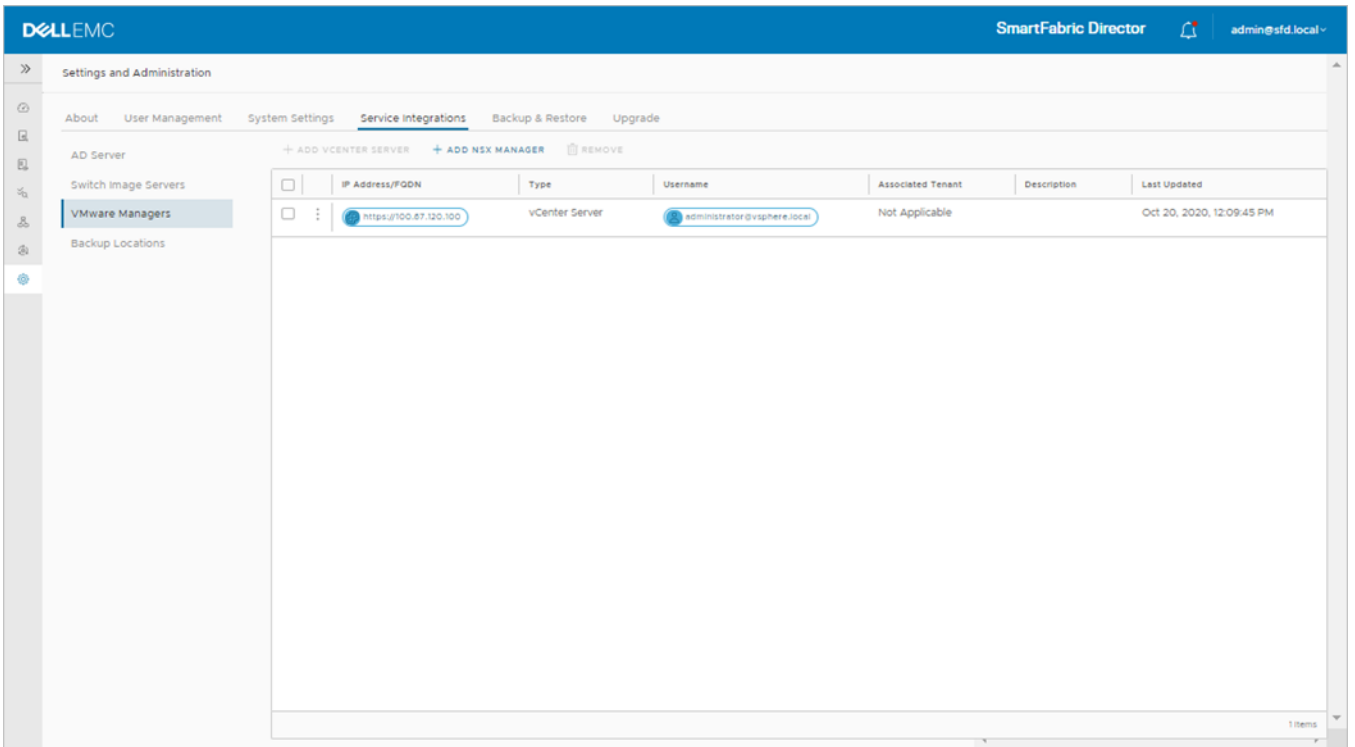 DELLEMC SmartFabric Director admin@sfd.local
Settings and Administration
About User Management System Settings Service Integrations Backup & Restore Upgrade
AD Server
Switch Image Servers
VMware Managers
Backup Locations
+ ADD VCENTER SERVER + ADD NSX MANAGER REMOVE
IP Address/FQDN Type Username Associated Tenant Description Last Updated
https://100.67.120.100 vCenter Server administrator@vsphere.local Not Applicable Oct 20, 2020, 12:09:45 PM
1 items